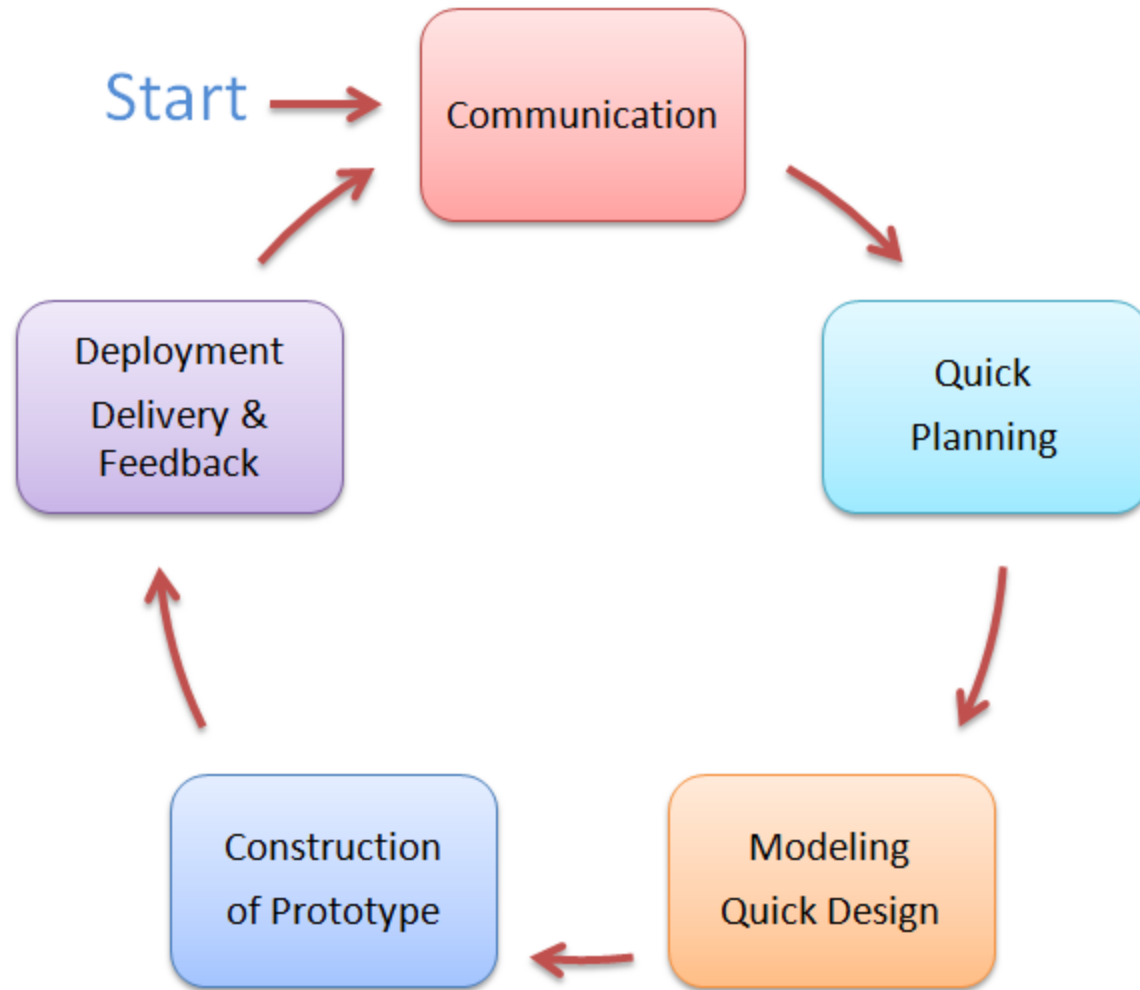 Start
Communication
Quick
Planning
Modeling
Quick Design
Construction
of Prototype
Deployment
Delivery &
Feedback